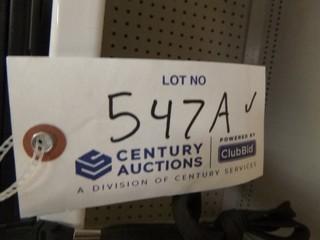 LOT NO
547A ✓
CENTURY AUCTIONS
POWERED BY
ClubBid
A DIVISION OF CENTURY SERVICES